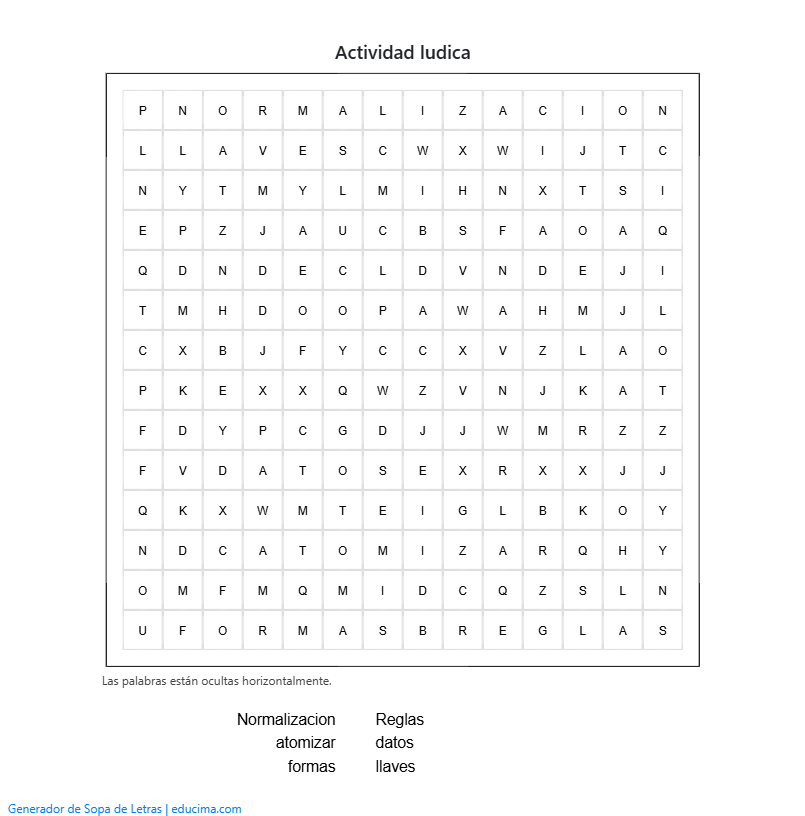 Actividad ludica
P N O R M A L I Z A C I O N
L L A V E S C W X W I J T C
N Y T M Y L M I H N X T S I
E P Z J A U C B S F A O A Q
Q D N D E C L D V N D E J I
T M H D O O P A W A H M J L
C X B J F Y C C X V Z L A O
P K E X X Q W Z V N J K A T
F D Y P C G D J J W M R Z Z
F V D A T O S E X R X X J J
Q K X W M T E I G L B K O Y
N D C A T O M I Z A R Q H Y
O M F M Q M I D C Q Z S L N
U F O R M A S B R E G L A S
Las palabras están ocultas horizontalmente.
Normalizacion Reglas
atomizar datos
formas llaves
Generador de Sopa de Letras | educima.com